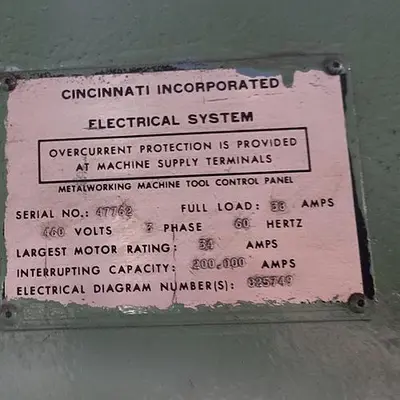 CINCINNATI INCORPORATED
ELECTRICAL SYSTEM
OVERCURRENT PROTECTION IS PROVIDED
AT MACHINE SUPPLY TERMINALS
METALWORKING MACHINE TOOL CONTROL PANEL
SERIAL NO.: 47762 FULL LOAD: 38 AMPS
460 VOLTS 3 PHASE 60 HERTZ
LARGEST MOTOR RATING: 34 AMPS
INTERRUPTING CAPACITY: 200,000 AMPS
ELECTRICAL DIAGRAM NUMBER(S):